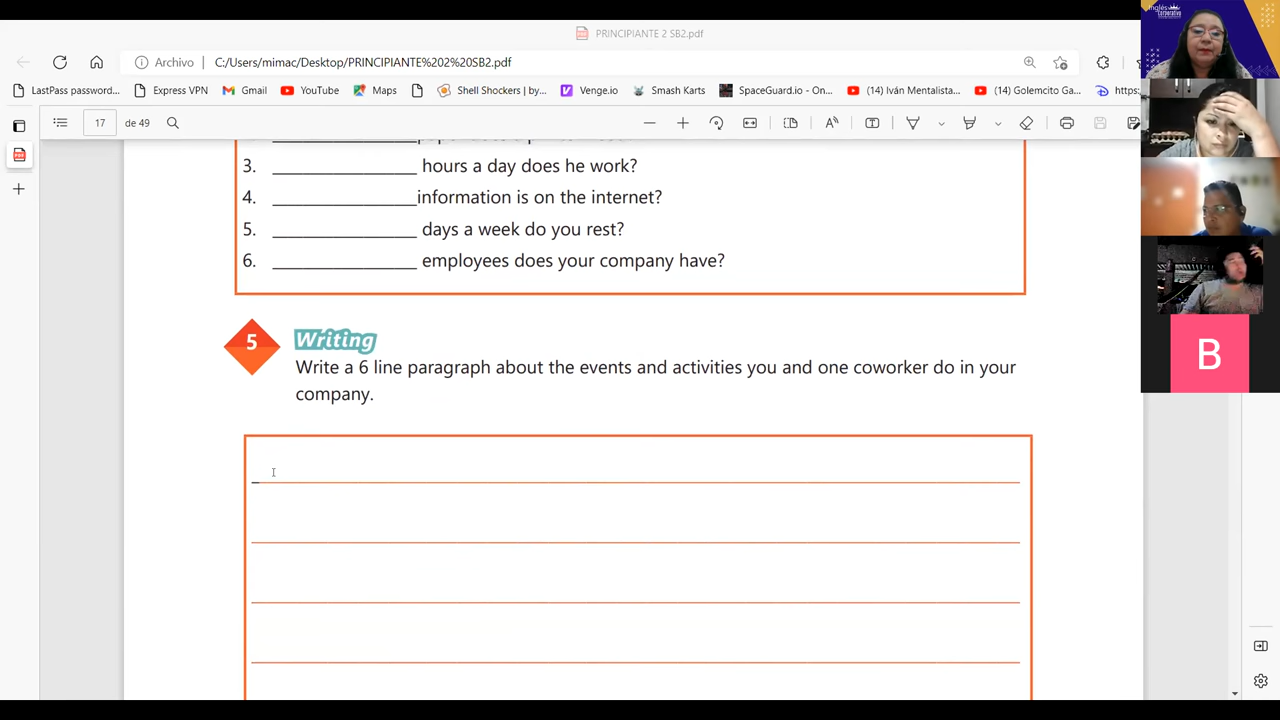 PRINCIPIANTE 2 SB2.pdf
Archivo
C:/Users/mimac/Desktop/PRINCIPIANTE%202%20SB2.pdf
LastPass password...
Express VPN
Gmail
YouTube
Maps
Shell Shockers | by...
Venge.io
Smash Karts
SpaceGuard.io - On...
(14) Iván Mentalista...
(14) Golemcito Ga...
https:
17 de 49
3. ________________ hours a day does he work?
4. ________________information is on the internet?
5. ________________ days a week do you rest?
6. ________________ employees does your company have?
5
Writing
Write a 6 line paragraph about the events and activities you and one coworker do in your
company.
Inglés
Corporativo
B